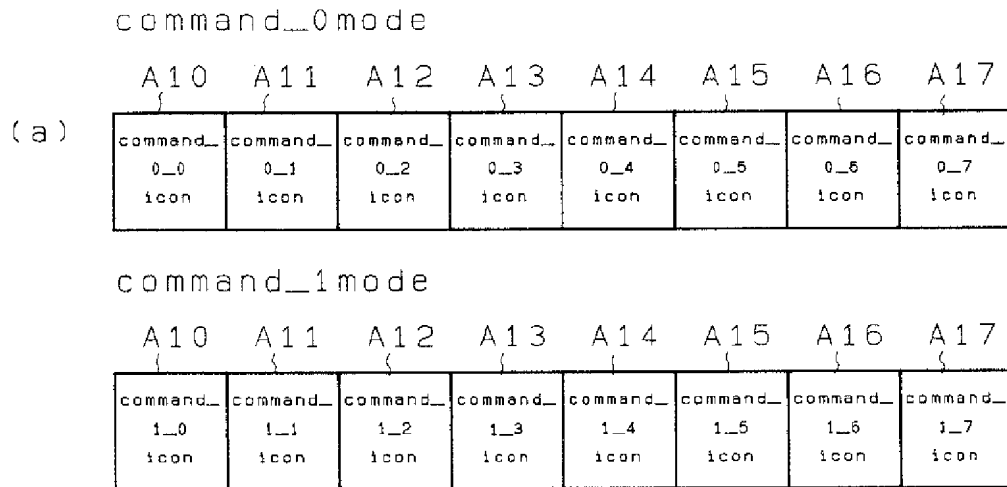 command_0mode
A10 A11 A12 A13 A14 A15 A16 A17
(a)
command_ command_ command_ command_ command_ command_ command_ command_
0_0 0_1 0_2 0_3 0_4 0_5 0_6 0_7
icon icon icon icon icon icon icon icon
command_1mode
A10 A11 A12 A13 A14 A15 A16 A17
command_ command_ command_ command_ command_ command_ command_ command_
1_0 1_1 1_2 1_3 1_4 1_5 1_6 1_7
icon icon icon icon icon icon icon icon